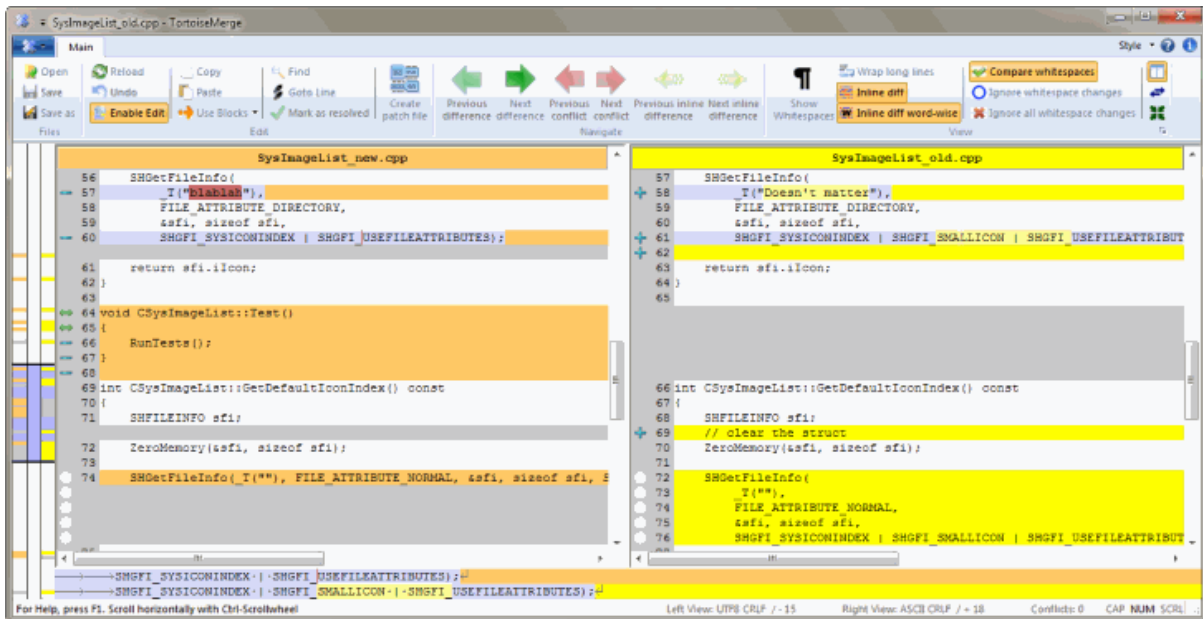 SysImageList_old.cpp - TortoiseMerge
Main
Style
Open
Save
Save as
Files
Reload
Undo
Enable Edit
Copy
Paste
Use Blocks
Find
Goto Line
Mark as resolved
Edit
Create patch file
Previous difference
Next difference
Previous conflict
Next conflict
Previous inline difference
Next inline difference
Navigate
Show Whitespaces
Wrap long lines
Inline diff
Inline diff word-wise
Compare whitespaces
Ignore whitespace changes
Ignore all whitespace changes
View
SysImageList_new.cpp
56 SHGetFileInfo(
57 _T("blablah"),
58 FILE_ATTRIBUTE_DIRECTORY,
59 &sfi, sizeof sfi,
60 SHGFI_SYSICONINDEX | SHGFI_USEFILEATTRIBUTES);
61 return sfi.iIcon;
62 }
63
64 void CSysImageList::Test()
65 {
66 RunTests();
67 }
68
69 int CSysImageList::GetDefaultIconIndex() const
70 {
71 SHFILEINFO sfi;
72 ZeroMemory(&sfi, sizeof sfi);
73
74 SHGetFileInfo(_T(""), FILE_ATTRIBUTE_NORMAL, &sfi, sizeof sfi, S
SysImageList_old.cpp
57 SHGetFileInfo(
58 _T("Doesn't matter"),
59 FILE_ATTRIBUTE_DIRECTORY,
60 &sfi, sizeof sfi,
61 SHGFI_SYSICONINDEX | SHGFI_SMALLICON | SHGFI_USEFILEATTRIBUT
62
63 return sfi.iIcon;
64 }
65
66 int CSysImageList::GetDefaultIconIndex() const
67 {
68 SHFILEINFO sfi;
69 // clear the struct
70 ZeroMemory(&sfi, sizeof sfi);
71
72 SHGetFileInfo(
73 _T(""),
74 FILE_ATTRIBUTE_NORMAL,
75 &sfi, sizeof sfi,
76 SHGFI_SYSICONINDEX | SHGFI_SMALLICON | SHGFI_USEFILEATTRIBUT
SHGFI_SYSICONINDEX·|·SHGFI_USEFILEATTRIBUTES);
SHGFI_SYSICONINDEX·|·SHGFI_SMALLICON·|·SHGFI_USEFILEATTRIBUTES);
For Help, press F1. Scroll horizontally with Ctrl-Scrollwheel
Left View: UTF8 CRLF / - 15
Right View: ASCII CRLF / + 18
Conflicts: 0
CAP NUM SCRL